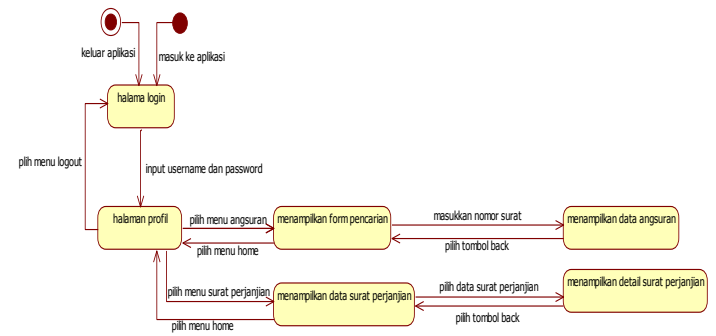 keluar aplikasi
masuk ke aplikasi
halama login
plih menu logout
input username dan password
halaman profil
pilih menu angsuran
menampilkan form pencarian
masukkan nomor surat
menampilkan data angsuran
pilih menu home
pilih tombol back
pilih menu surat perjanjian
menampilkan data surat perjanjian
pilih data surat perjanjian
menampilkan detail surat perjanjian
pilih menu home
pilih tombol back